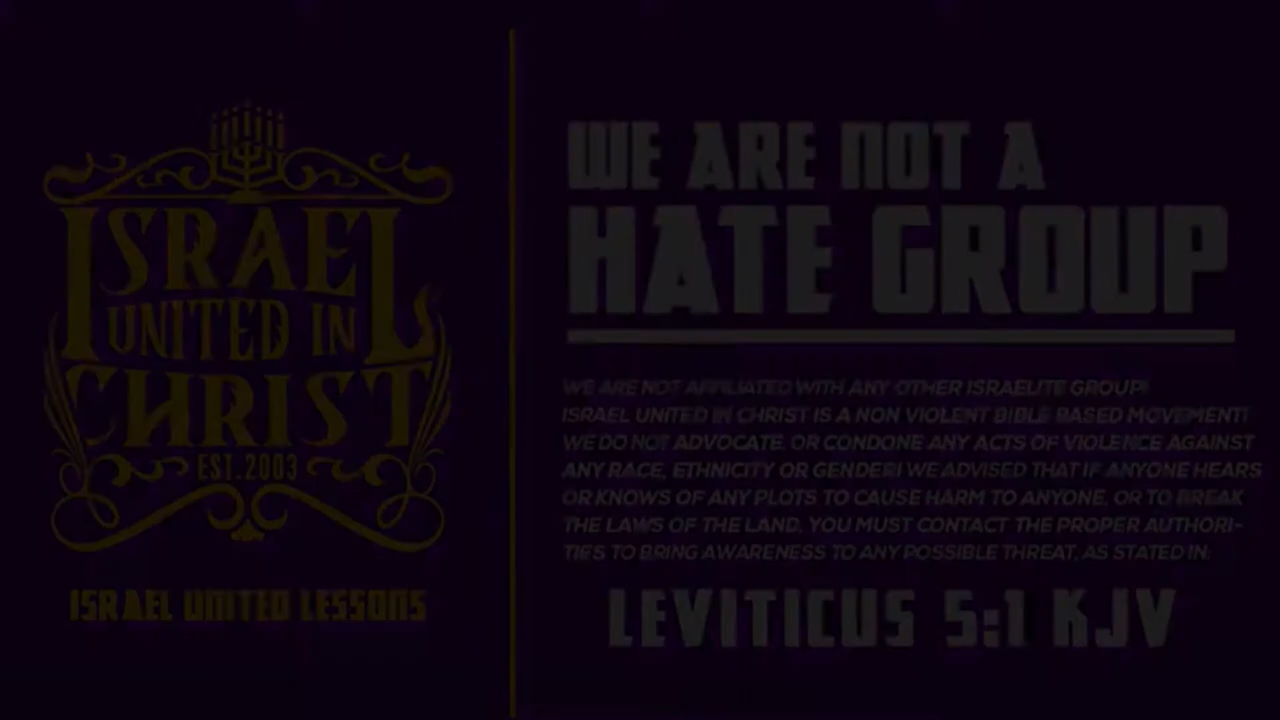 ISRAEL
UNITED IN
CHRIST
EST. 2003
ISRAEL UNITED LESSONS
WE ARE NOT A
HATE GROUP
WE ARE NOT AFFILIATED WITH ANY OTHER ISRAELITE GROUP!
ISRAEL UNITED IN CHRIST IS A NON VIOLENT BIBLE BASED MOVEMENT!
WE DO NOT ADVOCATE, OR CONDONE ANY ACTS OF VIOLENCE AGAINST
ANY RACE, ETHNICITY OR GENDER! WE ADVISED THAT IF ANYONE HEARS
OR KNOWS OF ANY PLOTS TO CAUSE HARM TO ANYONE, OR TO BREAK
THE LAWS OF THE LAND, YOU MUST CONTACT THE PROPER AUTHORI-
TIES TO BRING AWARENESS TO ANY POSSIBLE THREAT, AS STATED IN:
LEVITICUS 5:1 KJV